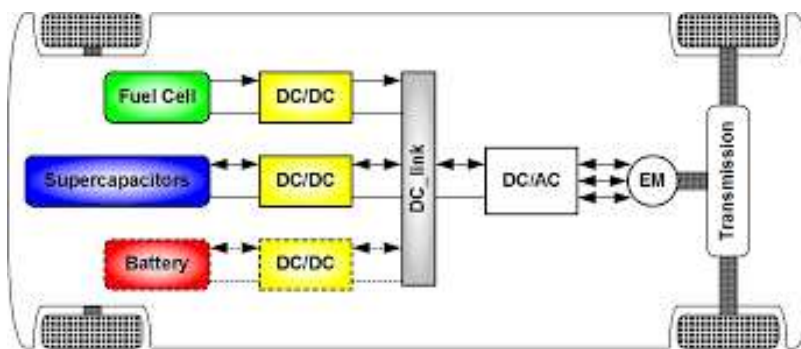 Fuel Cell
DC/DC
Supercapacitors
DC/DC
Battery
DC/DC
DC_link
DC/AC
EM
Transmission